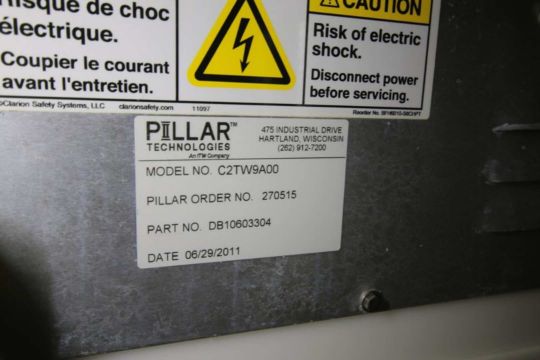 Risque de choc
électrique.
Couper le courant
avant l'entretien.
©Clarion Safety Systems, LLC clarionsafety.com 11097
CAUTION
Risk of electric
shock.
Disconnect power
before servicing.
PILLAR™
TECHNOLOGIES
An ITW Company
475 INDUSTRIAL DRIVE
HARTLAND, WISCONSIN
(262) 912-7200
MODEL NO. C2TW9A00
PILLAR ORDER NO. 270515
PART NO. DB10603304
DATE 06/29/2011